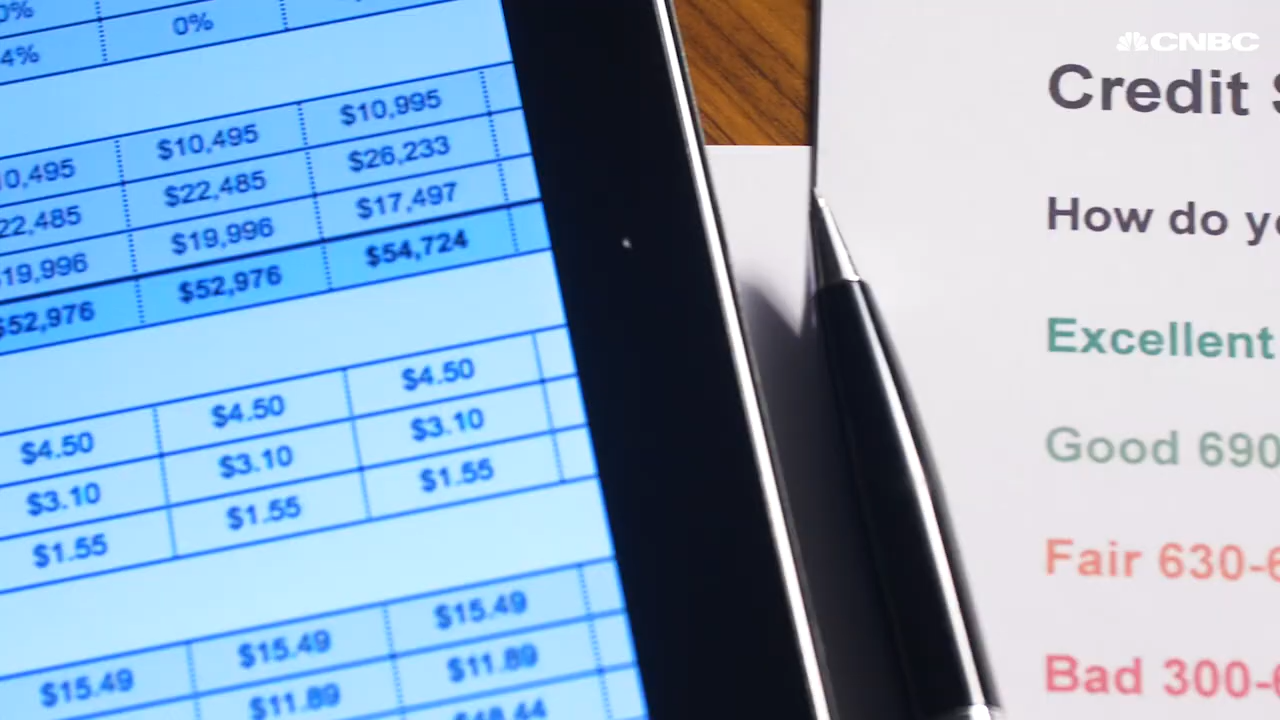 0%
4% 0%
$10,495 $10,995
10,495
$22,485 $26,233
22,485
$19,996 $17,497
19,996
$52,976 $52,976 $54,724
$4.50 $4.50 $4.50
$3.10 $3.10 $3.10
$1.55 $1.55 $1.55
$15.49 $15.49 $15.49
$11.89 $11.89
CNBC
Credit
How do
Excellent
Good 690
Fair 630-
Bad 300-